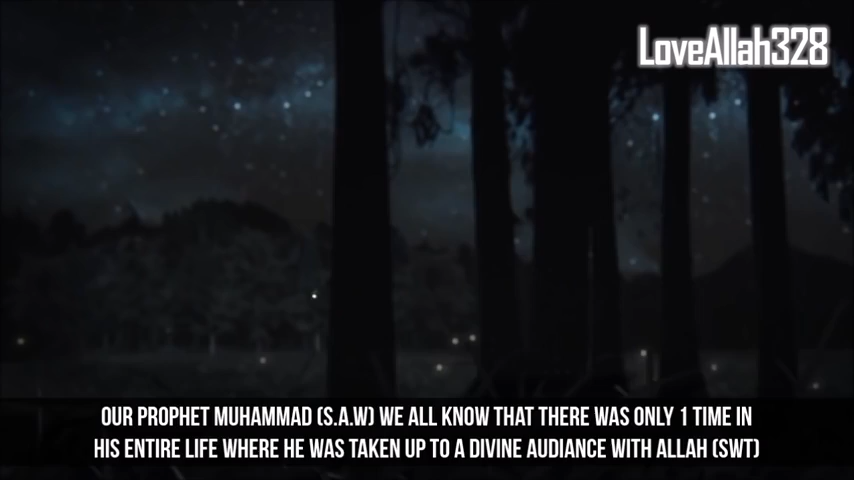 LoveAllah328
OUR PROPHET MUHAMMAD (S.A.W) WE ALL KNOW THAT THERE WAS ONLY 1 TIME IN
HIS ENTIRE LIFE WHERE HE WAS TAKEN UP TO A DIVINE AUDIANCE WITH ALLAH (SWT)